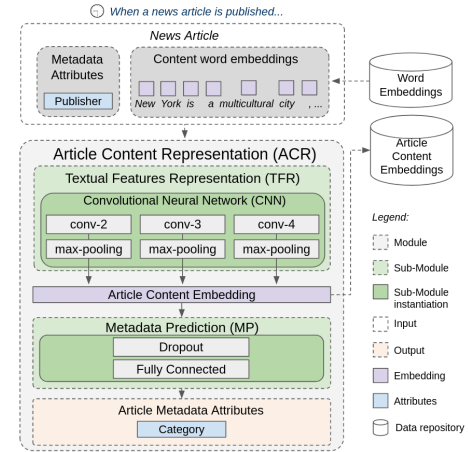 When a news article is published...
News Article
Metadata
Attributes
Publisher
Content word embeddings
New York is a multicultural city , ...
Word
Embeddings
Article
Content
Embeddings
Article Content Representation (ACR)
Textual Features Representation (TFR)
Convolutional Neural Network (CNN)
conv-2 conv-3 conv-4
max-pooling max-pooling max-pooling
Article Content Embedding
Metadata Prediction (MP)
Dropout
Fully Connected
Article Metadata Attributes
Category
Legend:
Module
Sub-Module
Sub-Module
instantiation
Input
Output
Embedding
Attributes
Data repository